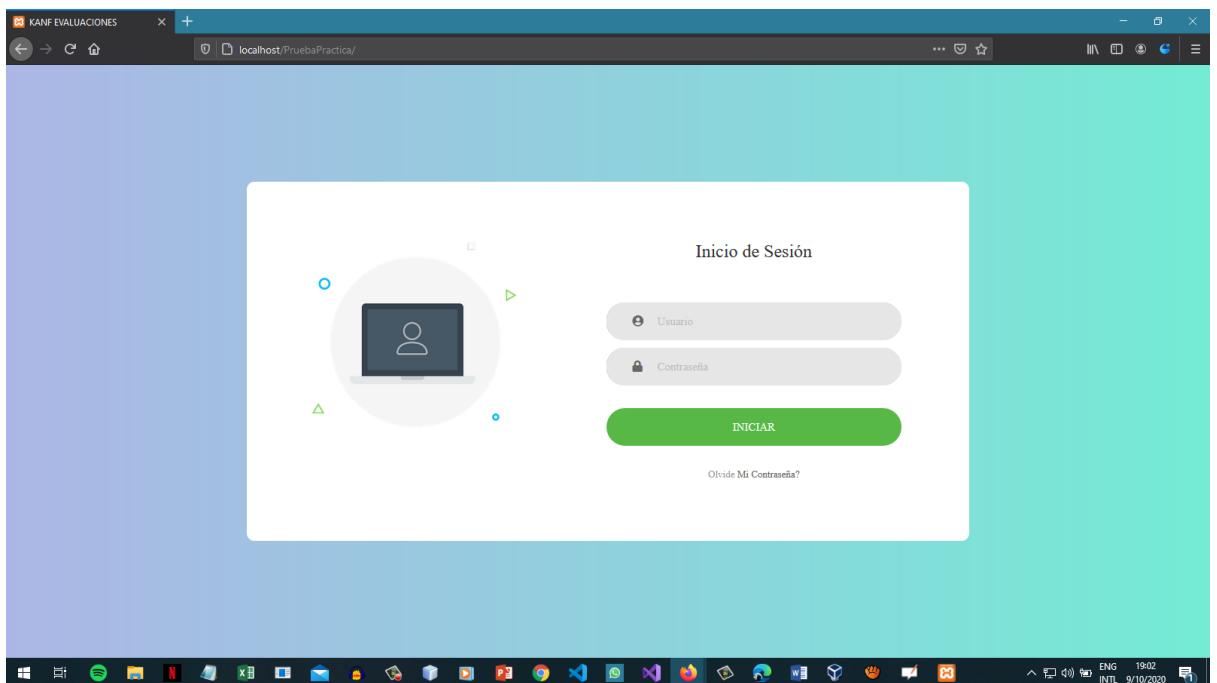 KANF EVALUACIONES
localhost/PruebaPractica/
Inicio de Sesión
Usuario
Contraseña
INICIAR
Olvide Mi Contraseña?
ENG 19:02
INTL 9/10/2020